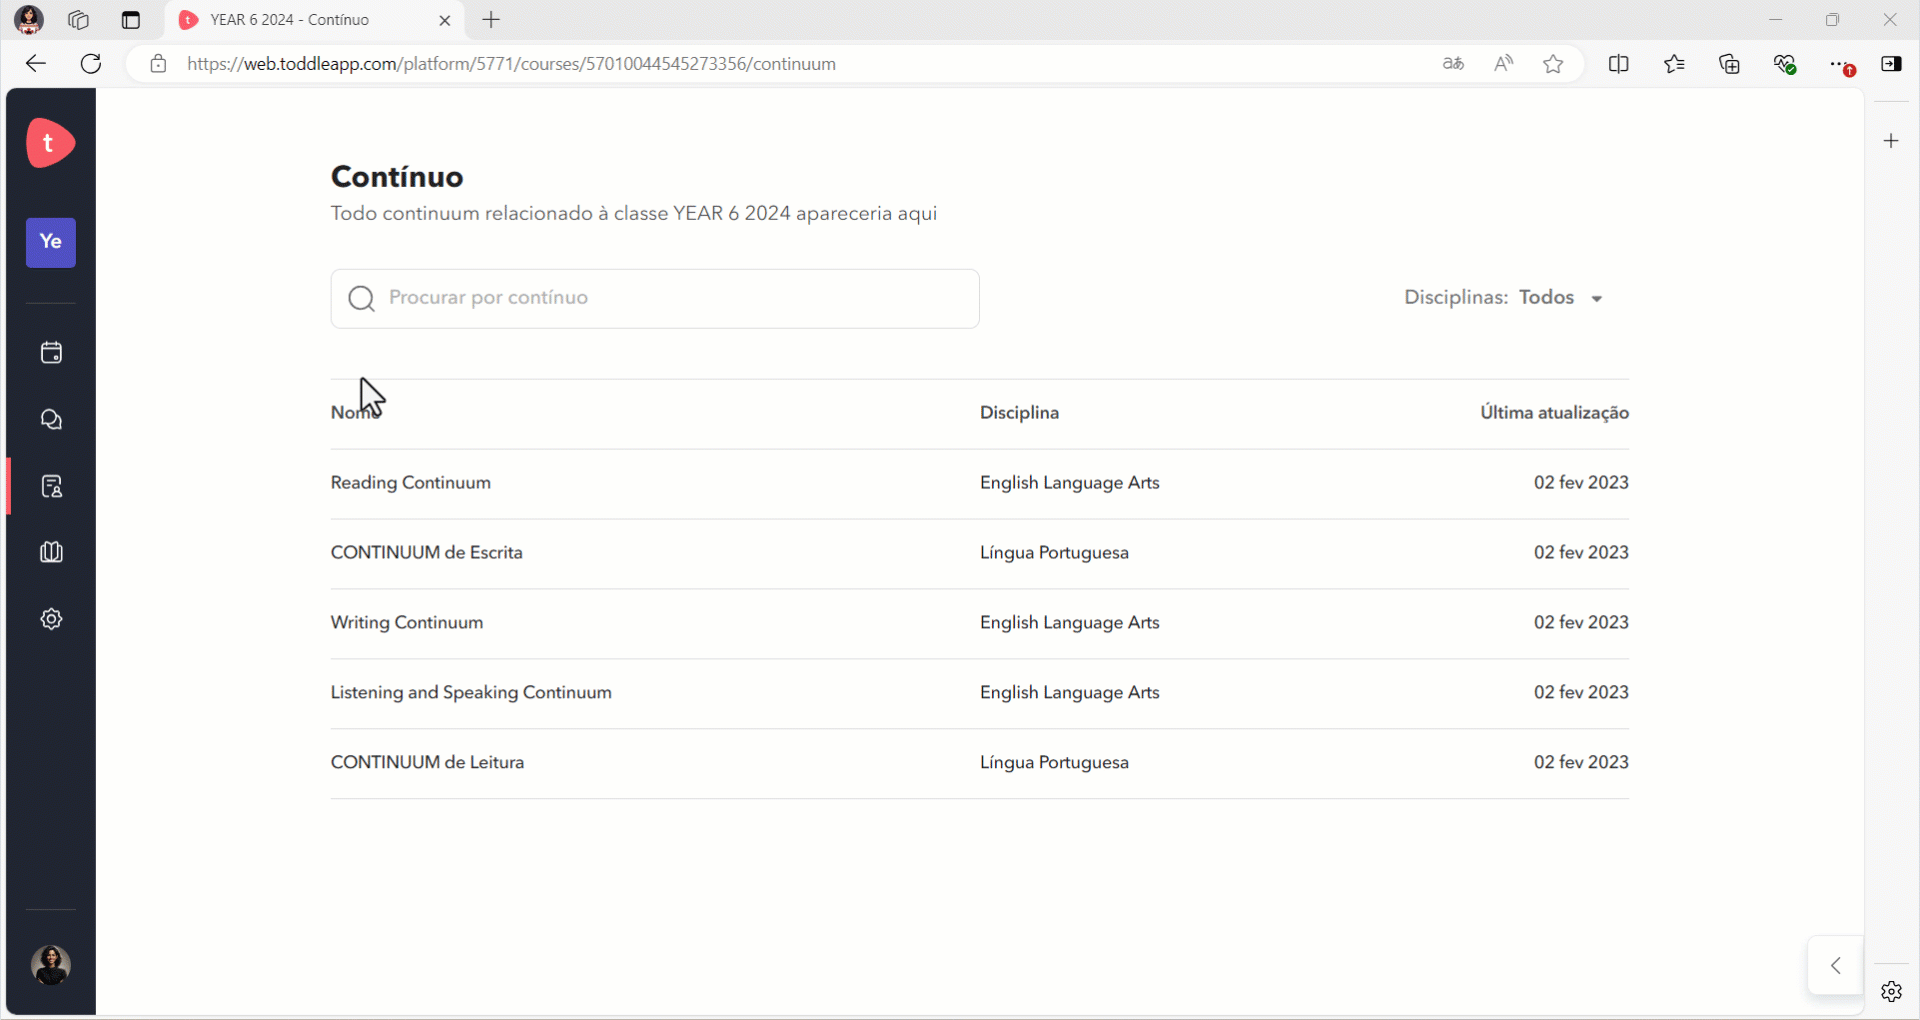 YEAR 6 2024 - Contínuo
https://web.toddleapp.com/platform/5771/courses/57010044545273356/continuum
aあ
t
Ye
Contínuo
Todo continuum relacionado à classe YEAR 6 2024 apareceria aqui
Procurar por contínuo
Disciplinas: Todos
Nome Disciplina Última atualização
Reading Continuum English Language Arts 02 fev 2023
CONTINUUM de Escrita Língua Portuguesa 02 fev 2023
Writing Continuum English Language Arts 02 fev 2023
Listening and Speaking Continuum English Language Arts 02 fev 2023
CONTINUUM de Leitura Língua Portuguesa 02 fev 2023